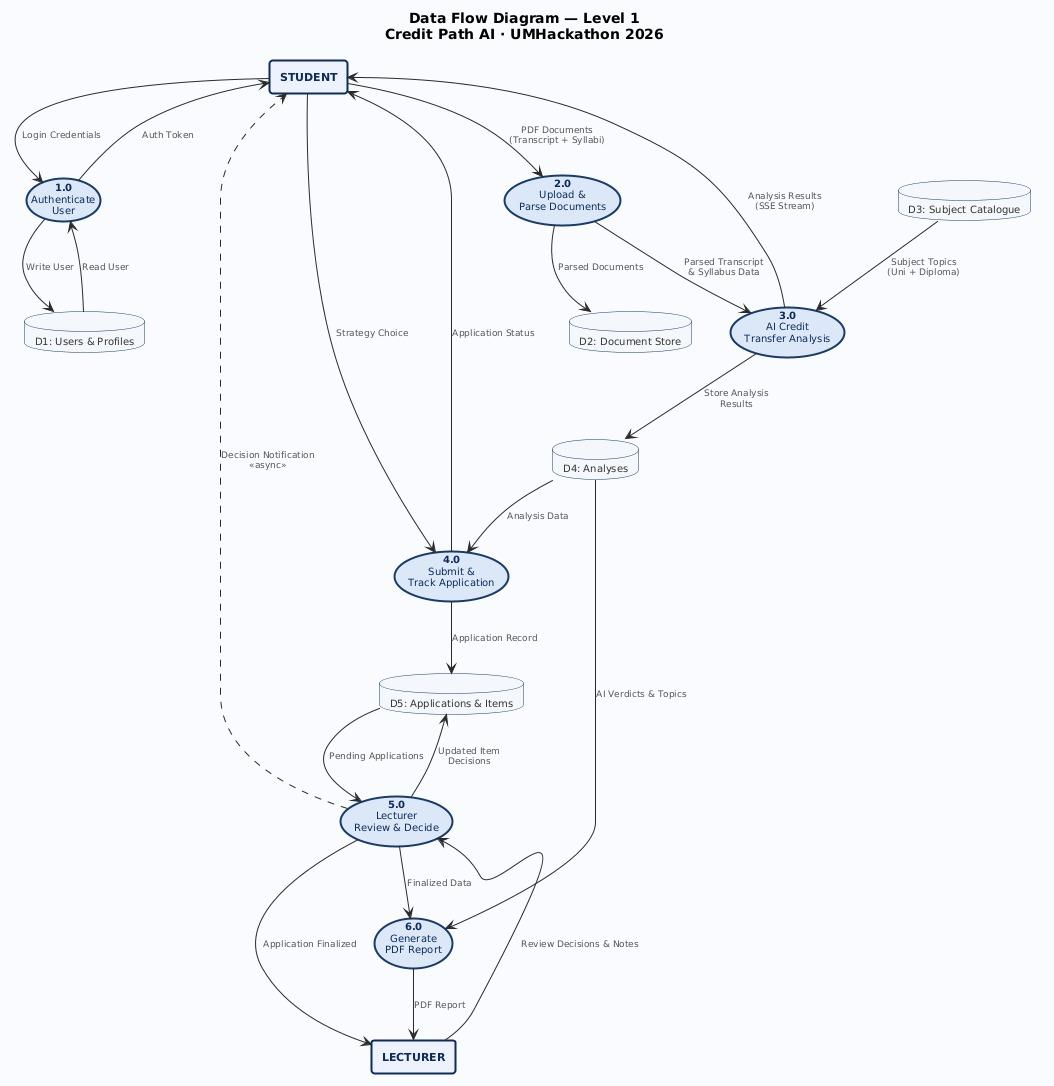 Data Flow Diagram — Level 1
Credit Path AI · UMHackathon 2026
STUDENT
Login Credentials
Auth Token
PDF Documents
(Transcript + Syllabi)
1.0
Authenticate
User
2.0
Upload &
Parse Documents
Analysis Results
(SSE Stream)
D3: Subject Catalogue
Write User
Read User
Parsed Documents
Parsed Transcript
& Syllabus Data
Subject Topics
(Uni + Diploma)
D1: Users & Profiles
Strategy Choice
Application Status
D2: Document Store
3.0
AI Credit
Transfer Analysis
Store Analysis
Results
Decision Notification
«async»
D4: Analyses
Analysis Data
4.0
Submit &
Track Application
Application Record
D5: Applications & Items
AI Verdicts & Topics
Pending Applications
Updated Item
Decisions
5.0
Lecturer
Review & Decide
Finalized Data
6.0
Generate
PDF Report
Application Finalized
Review Decisions & Notes
PDF Report
LECTURER